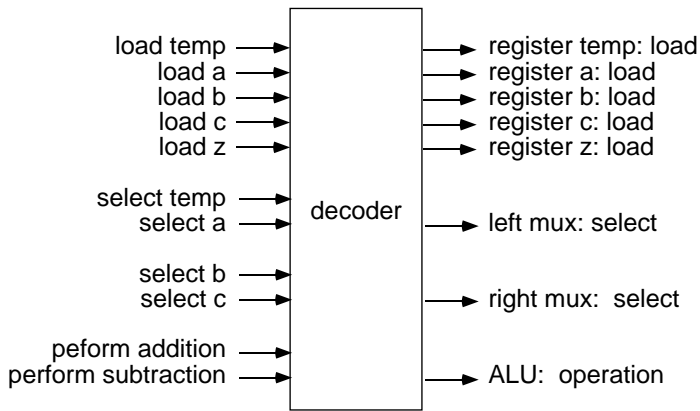 load temp
load a
load b
load c
load z
select temp
select a
select b
select c
peform addition
perform subtraction
decoder
register temp: load
register a: load
register b: load
register c: load
register z: load
left mux: select
right mux: select
ALU: operation